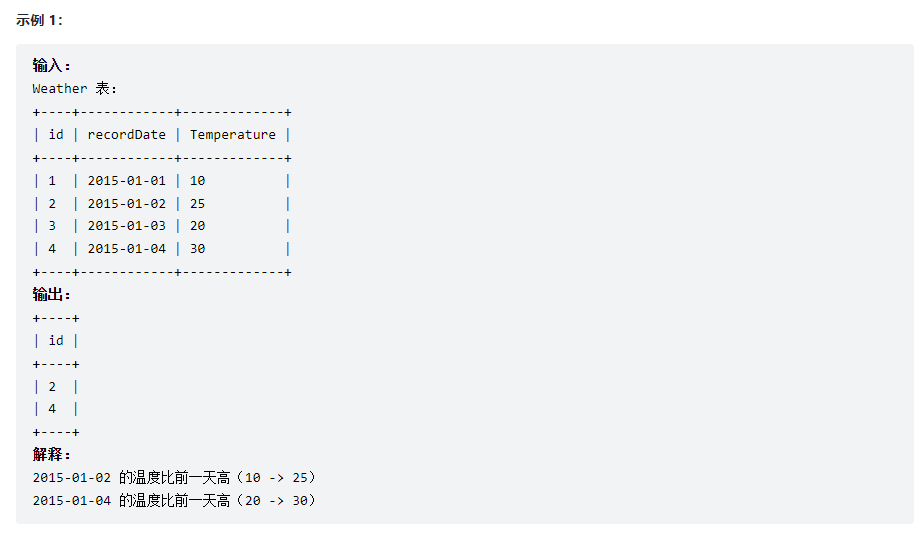 示例 1：
输入：
Weather 表：
+----+------------+-------------+
| id | recordDate | Temperature |
+----+------------+-------------+
| 1  | 2015-01-01 | 10          |
| 2  | 2015-01-02 | 25          |
| 3  | 2015-01-03 | 20          |
| 4  | 2015-01-04 | 30          |
+----+------------+-------------+
输出：
+----+
| id |
+----+
| 2  |
| 4  |
+----+
解释：
2015-01-02 的温度比前一天高（10 -> 25）
2015-01-04 的温度比前一天高（20 -> 30）